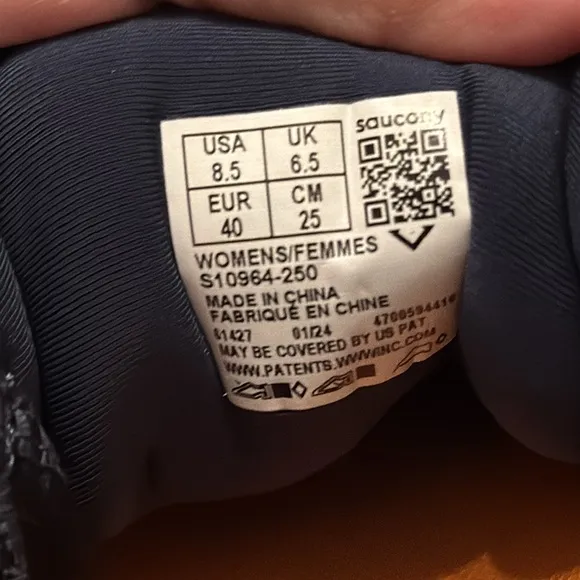 saucony
USA 8.5 UK 6.5
EUR 40 CM 25
WOMENS/FEMMES
S10964-250
MADE IN CHINA
FABRIQUÉ EN CHINE
01/24
MAY BE COVERED BY US PAT
WWW.PATENTS.WWWINC.COM